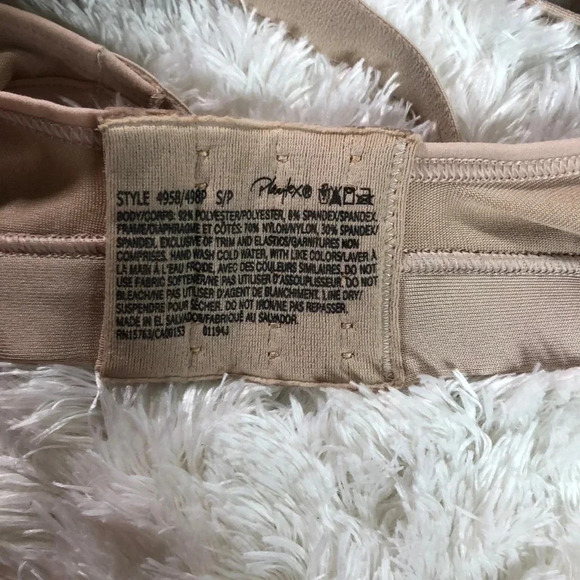 STYLE 4958/498P S/P Playtex®
BODY/CORPS: 92% POLYESTER/POLYESTER, 8% SPANDEX/SPANDEX.
FRAME/DIAPHRAGME ET CÔTÉS: 70% NYLON/NYLON, 30% SPANDEX/
SPANDEX. EXCLUSIVE OF TRIM AND ELASTICS/GARNITURES NON
COMPRISES. HAND WASH COLD WATER, WITH LIKE COLORS/LAVER À
LA MAIN À L'EAU FROIDE, AVEC DES COULEURS SIMILAIRES. DO NOT
USE FABRIC SOFTENER/NE PAS UTILISER D'ASSOUPLISSEUR. DO NOT
BLEACH/NE PAS UTILISER D'AGENT DE BLANCHIMENT. LINE DRY/
SUSPENDRE POUR SÉCHER. DO NOT IRON/NE PAS REPASSER.
MADE IN EL SALVADOR/FABRIQUÉ AU EL SALVADOR.
RN15763/CA00153 01194J